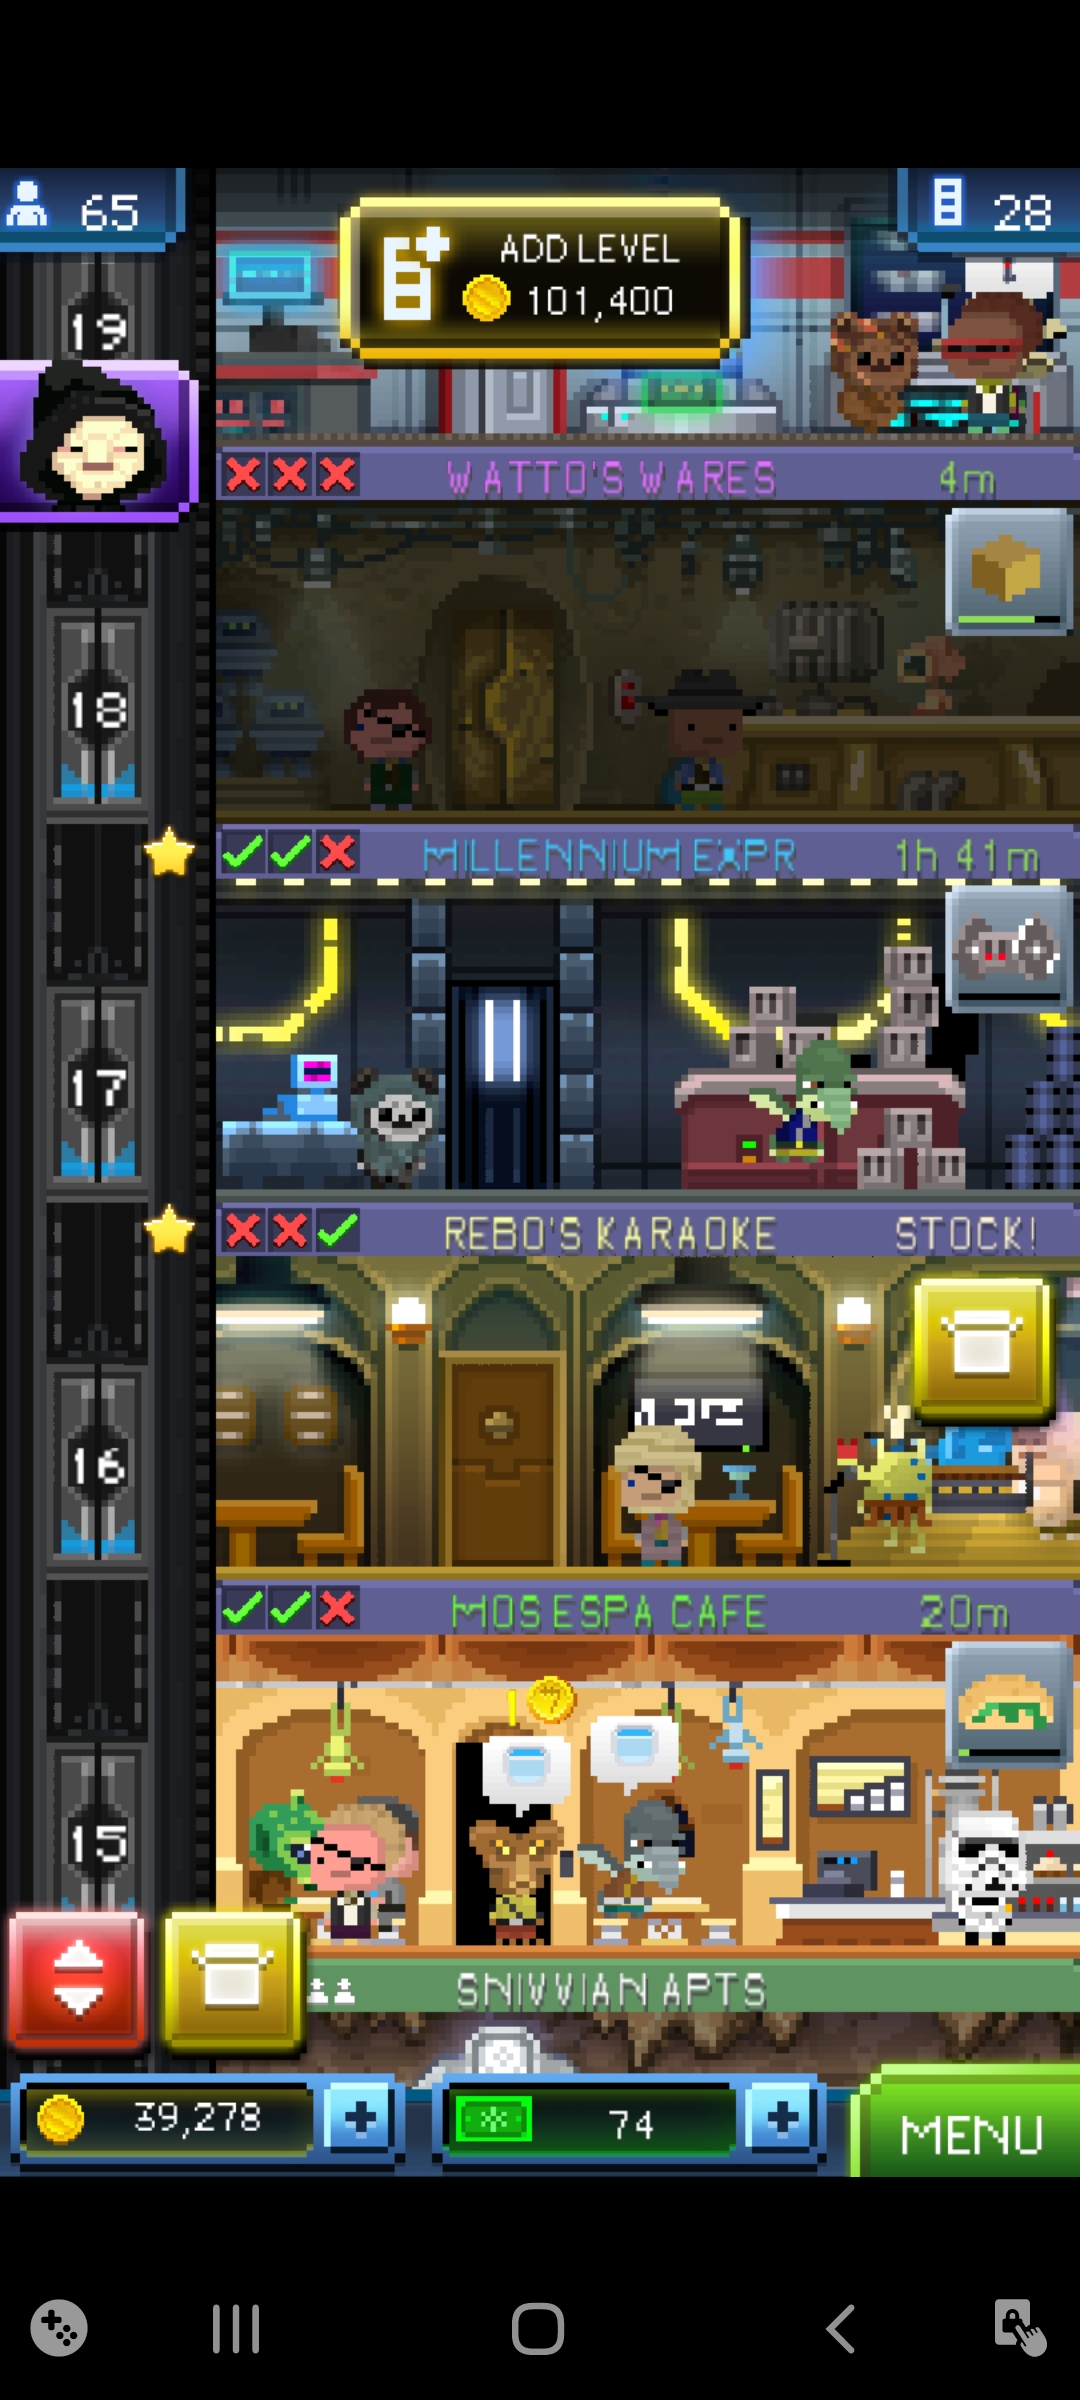 65
ADD LEVEL
101,400
28
19
WATTO'S WARES
4m
18
MILLENNIUM EXPR
1h 41m
17
REBO'S KARAOKE
STOCK!
16
MOS ESPA CAFE
20m
15
SNIVVIAN APTS
39,278
74
MENU